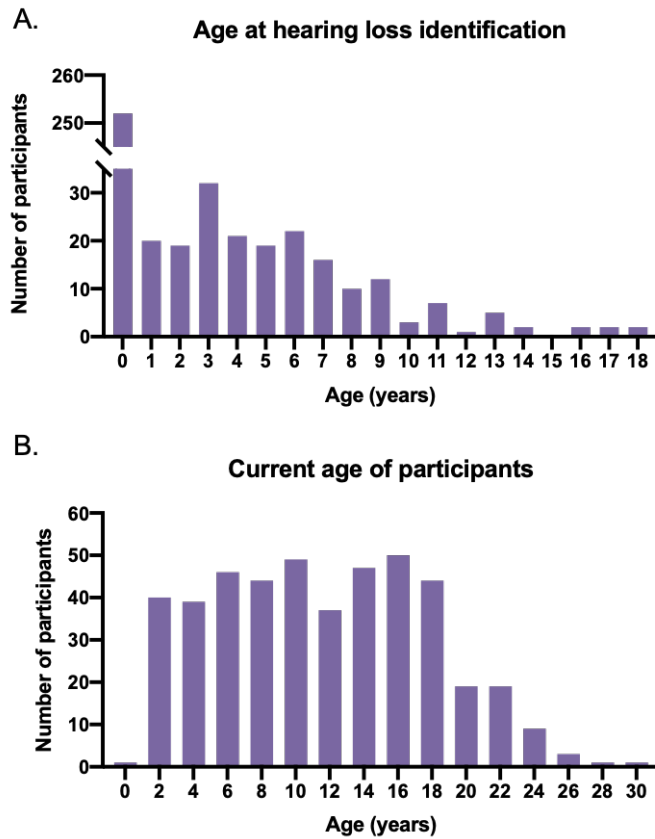 A.
Age at hearing loss identification
Number of participants
260
250
30
20
10
0
0 1 2 3 4 5 6 7 8 9 10 11 12 13 14 15 16 17 18
Age (years)
B.
Current age of participants
Number of participants
60
50
40
30
20
10
0
0 2 4 6 8 10 12 14 16 18 20 22 24 26 28 30
Age (years)